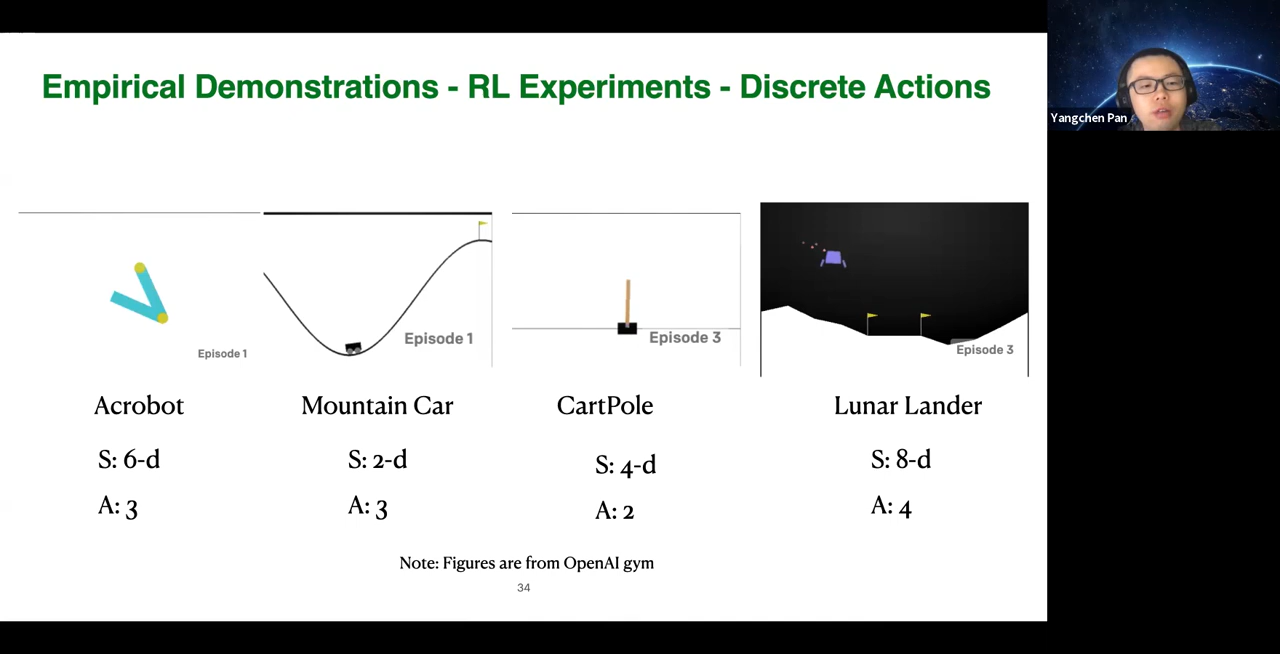 Empirical Demonstrations - RL Experiments - Discrete Actions
Yangchen Pan
Episode 1
Episode 1
Episode 3
Episode 3
Acrobot
Mountain Car
CartPole
Lunar Lander
S: 6-d
S: 2-d
S: 4-d
S: 8-d
A: 3
A: 3
A: 2
A: 4
Note: Figures are from OpenAI gym
34